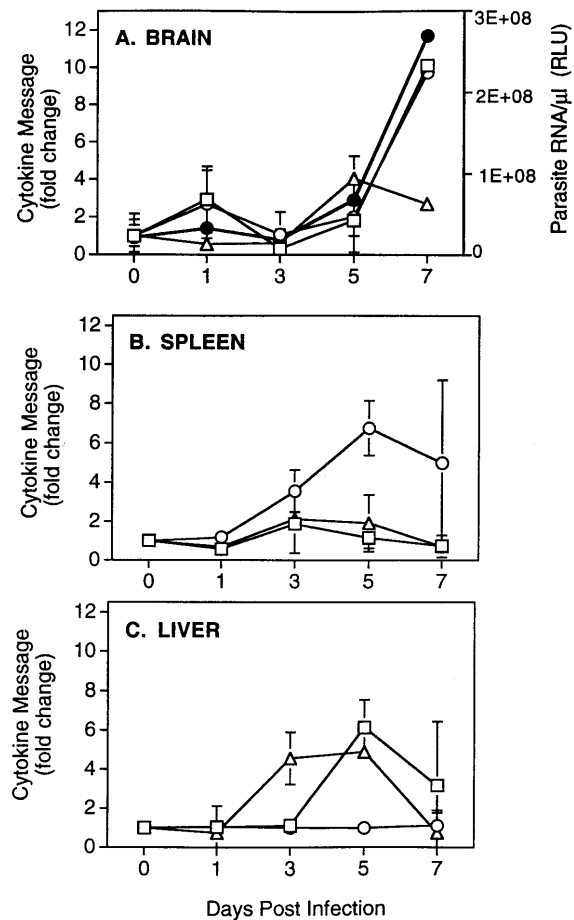 A. BRAIN
12
10
8
6
4
2
0
Cytokine Message
(fold change)
3E+08
2E+08
1E+08
0
Parasite RNA/µl (RLU)
0 1 3 5 7
B. SPLEEN
12
10
8
6
4
2
0
Cytokine Message
(fold change)
0 1 3 5 7
C. LIVER
12
10
8
6
4
2
0
Cytokine Message
(fold change)
0 1 3 5 7
Days Post Infection